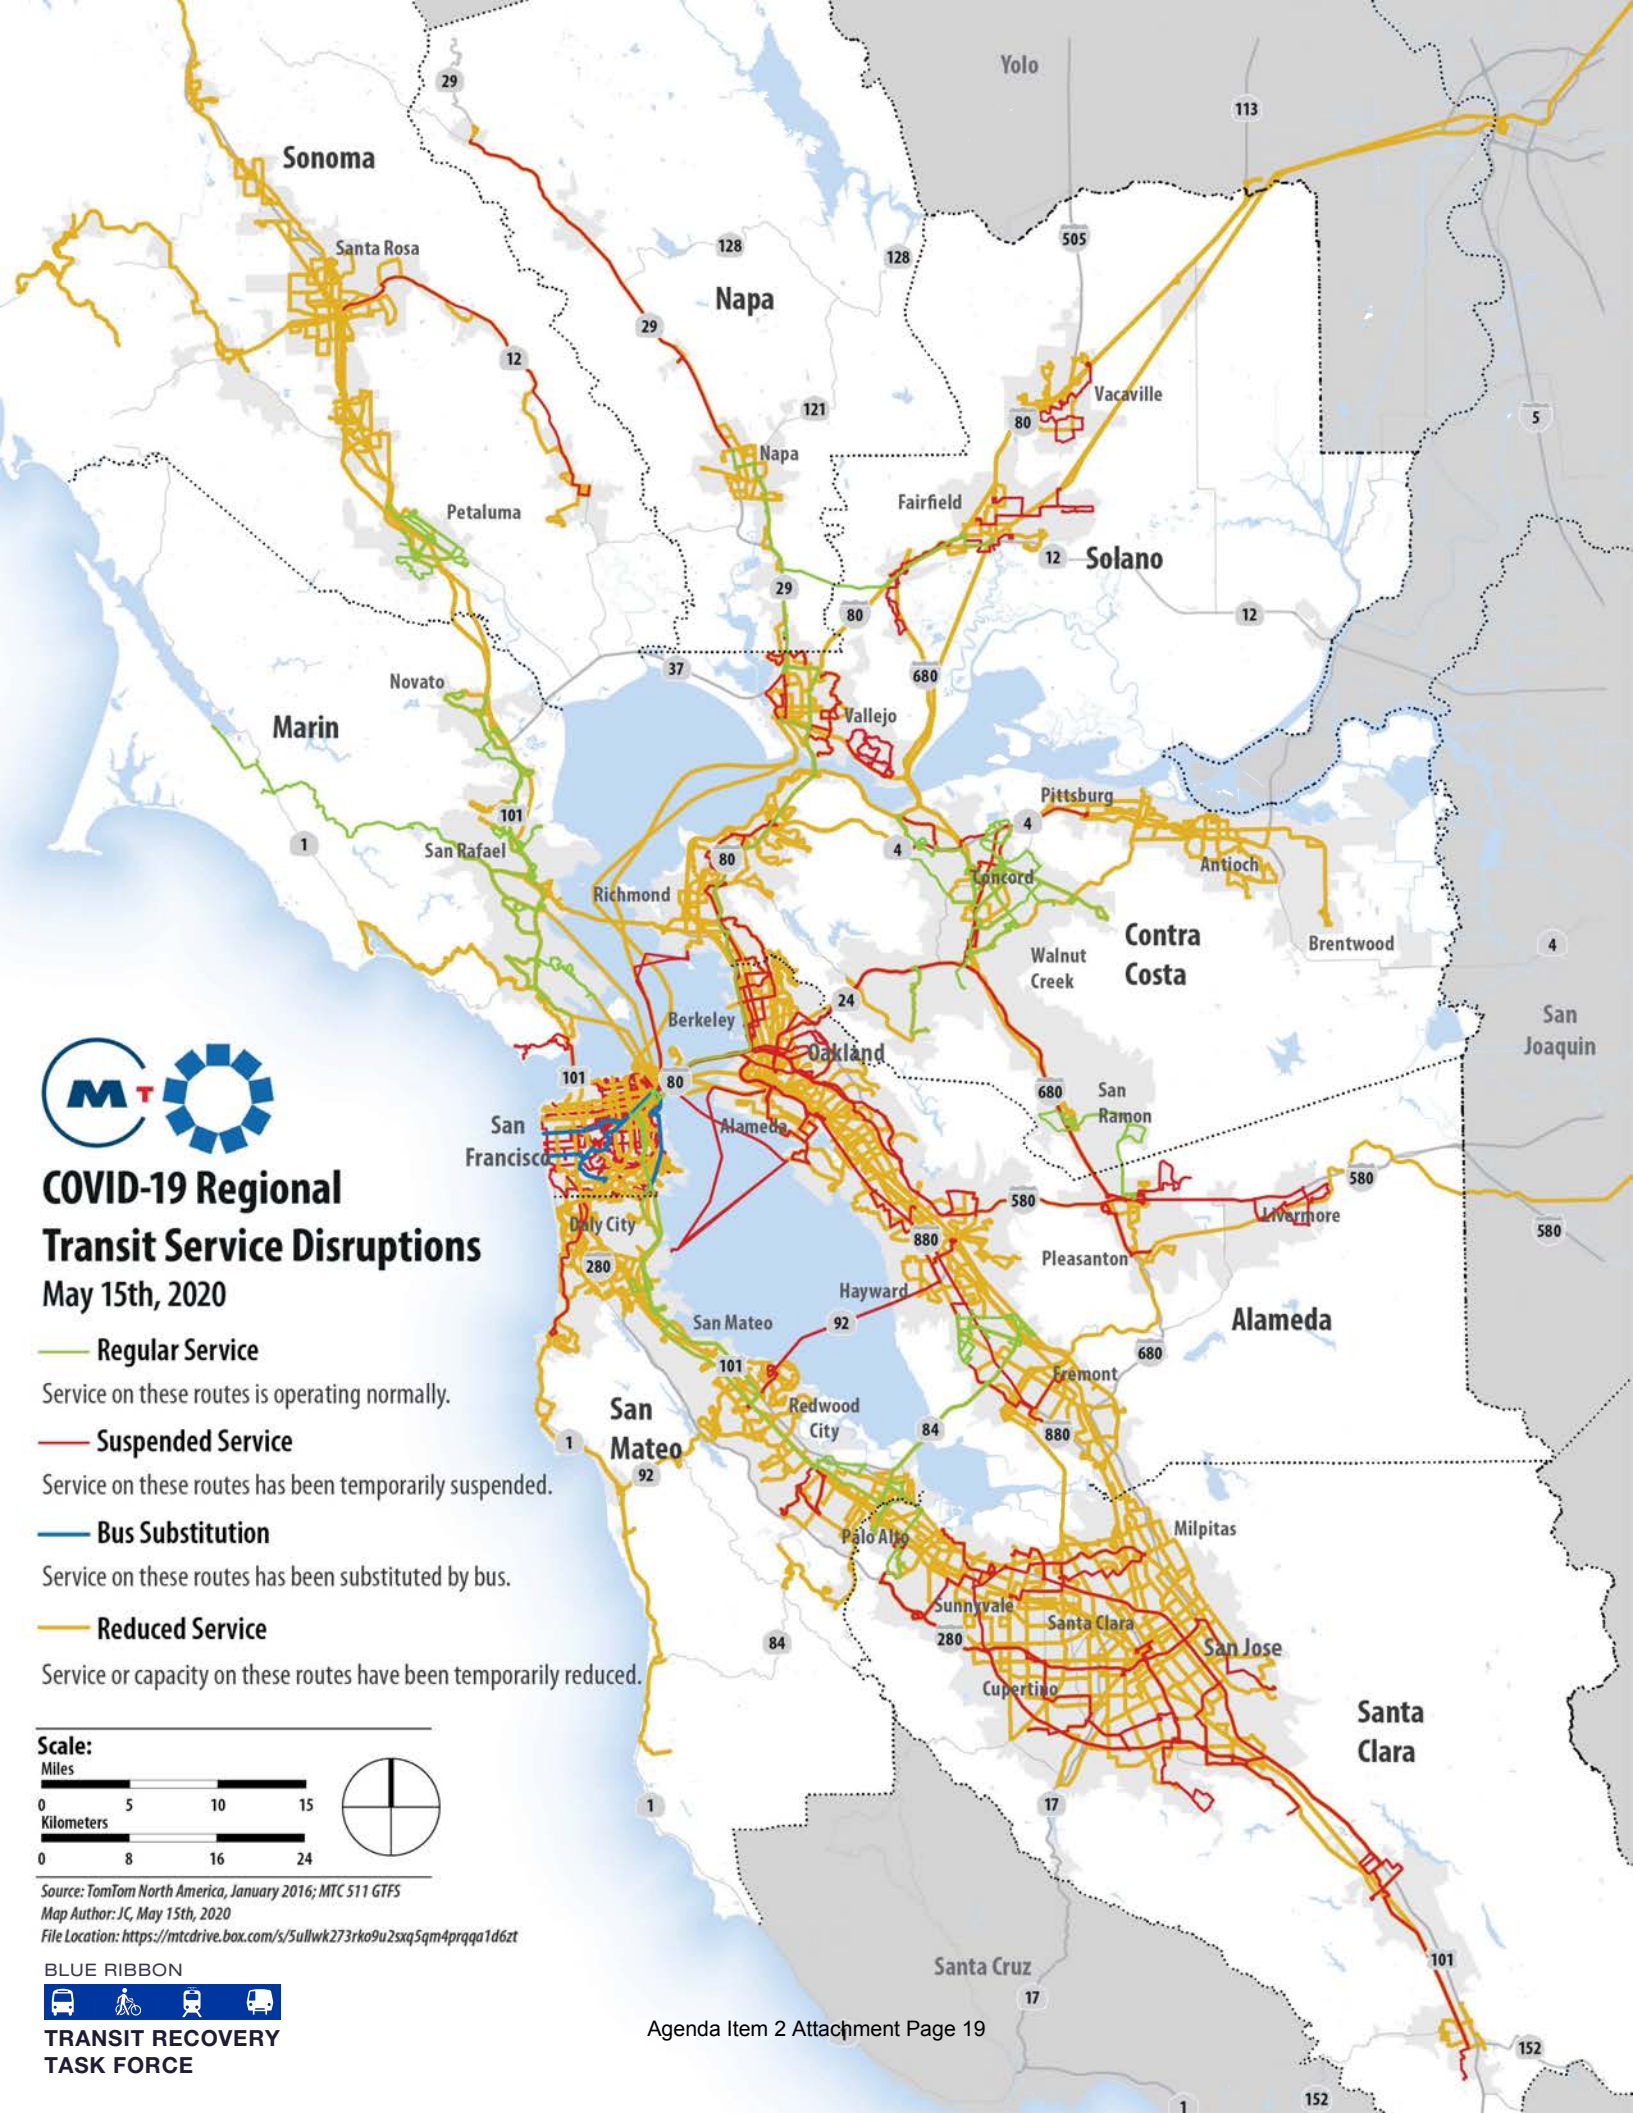 Yolo
29
113
Sonoma
Santa Rosa
128
505
128
Napa
29
12
Vacaville
121
80
5
Napa
Fairfield
Petaluma
12
Solano
29
80
12
37
680
Novato
Vallejo
Marin
Pittsburg
101
4
1
San Rafael
80
4
Antioch
Concord
Richmond
Contra
Costa
Brentwood
4
Walnut
Creek
24
San
Joaquin
Berkeley
Oakland
MT
101
80
680
San
Ramon
San
Francisco
Alameda
580
580
Livermore
580
Daly City
880
Pleasanton
280
Hayward
San Mateo
92
Alameda
101
680
Fremont
San
Mateo
Redwood
City
84
880
1
92
Palo Alto
Milpitas
Sunnyvale
Santa Clara
280
84
San Jose
Cupertino
Santa
Clara
17
1
101
Santa Cruz
17
152
152
1
COVID-19 Regional
Transit Service Disruptions
May 15th, 2020
Regular Service
Service on these routes is operating normally.
Suspended Service
Service on these routes has been temporarily suspended.
Bus Substitution
Service on these routes has been substituted by bus.
Reduced Service
Service or capacity on these routes have been temporarily reduced.
Scale:
Miles
0 5 10 15
Kilometers
0 8 16 24
Source: TomTom North America, January 2016; MTC 511 GTFS
Map Author: JC, May 15th, 2020
File Location: https://mtcdrive.box.com/s/5ullwk273rko9u2sxq5qm4prqqa1d6zt
BLUE RIBBON
TRANSIT RECOVERY
TASK FORCE
Agenda Item 2 Attachment Page 19